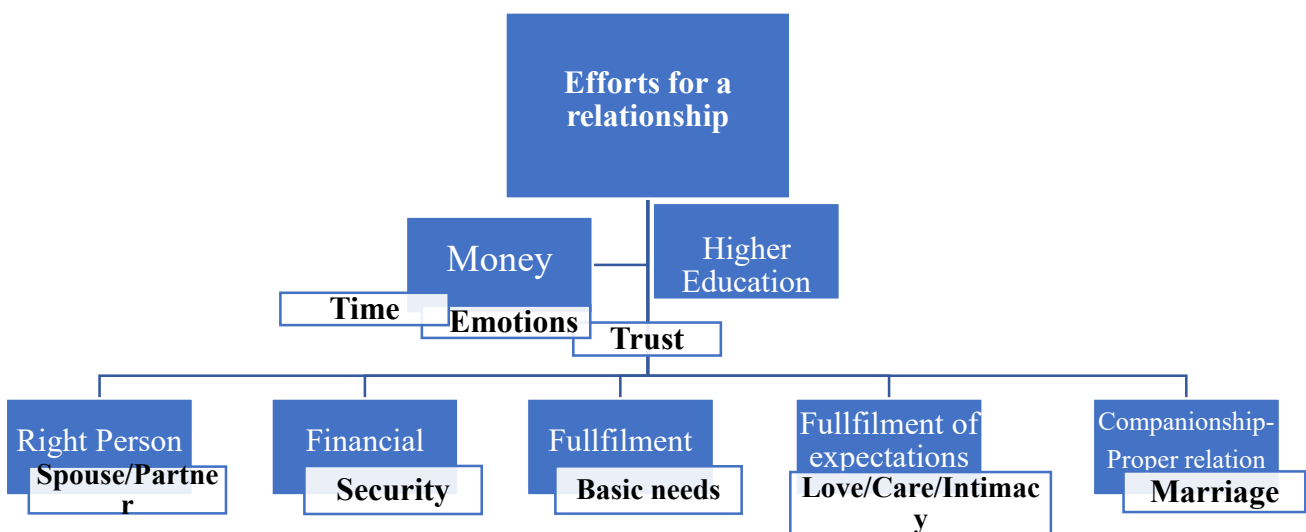 Efforts for a
relationship
Money
Higher
Education
Time
Emotions
Trust
Right Person
Spouse/Partne
r
Financial
Security
Fullfilment
Basic needs
Fullfilment of
expectations
Love/Care/Intimac
y
Companionship-
Proper relation
Marriage